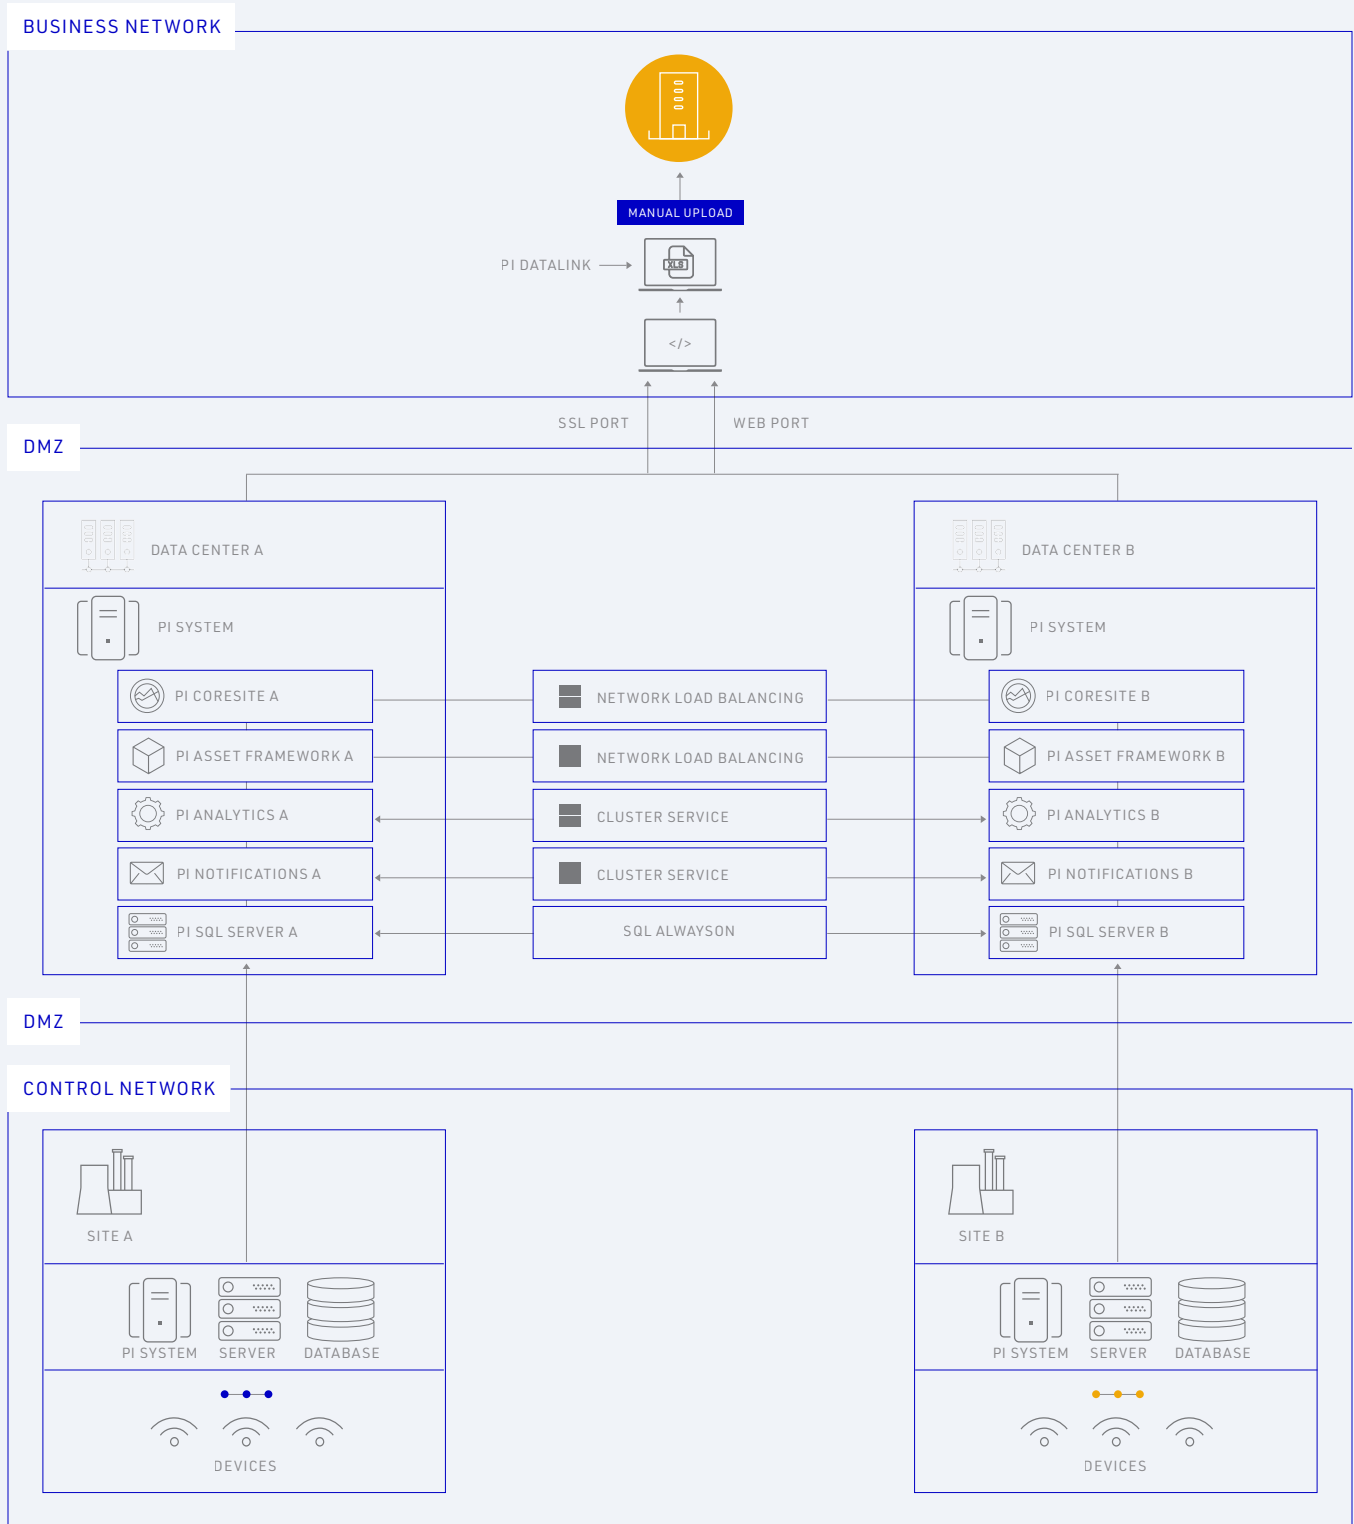 BUSINESS NETWORK
MANUAL UPLOAD
PI DATALINK
XLS
</>
SSL PORT
WEB PORT
DMZ
DATA CENTER A
DATA CENTER B
PI SYSTEM
PI SYSTEM
PI CORESITE A
NETWORK LOAD BALANCING
PI CORESITE B
PI ASSET FRAMEWORK A
NETWORK LOAD BALANCING
PI ASSET FRAMEWORK B
PI ANALYTICS A
CLUSTER SERVICE
PI ANALYTICS B
PI NOTIFICATIONS A
CLUSTER SERVICE
PI NOTIFICATIONS B
PI SQL SERVER A
SQL ALWAYSON
PI SQL SERVER B
DMZ
CONTROL NETWORK
SITE A
SITE B
PI SYSTEM
SERVER
DATABASE
PI SYSTEM
SERVER
DATABASE
DEVICES
DEVICES